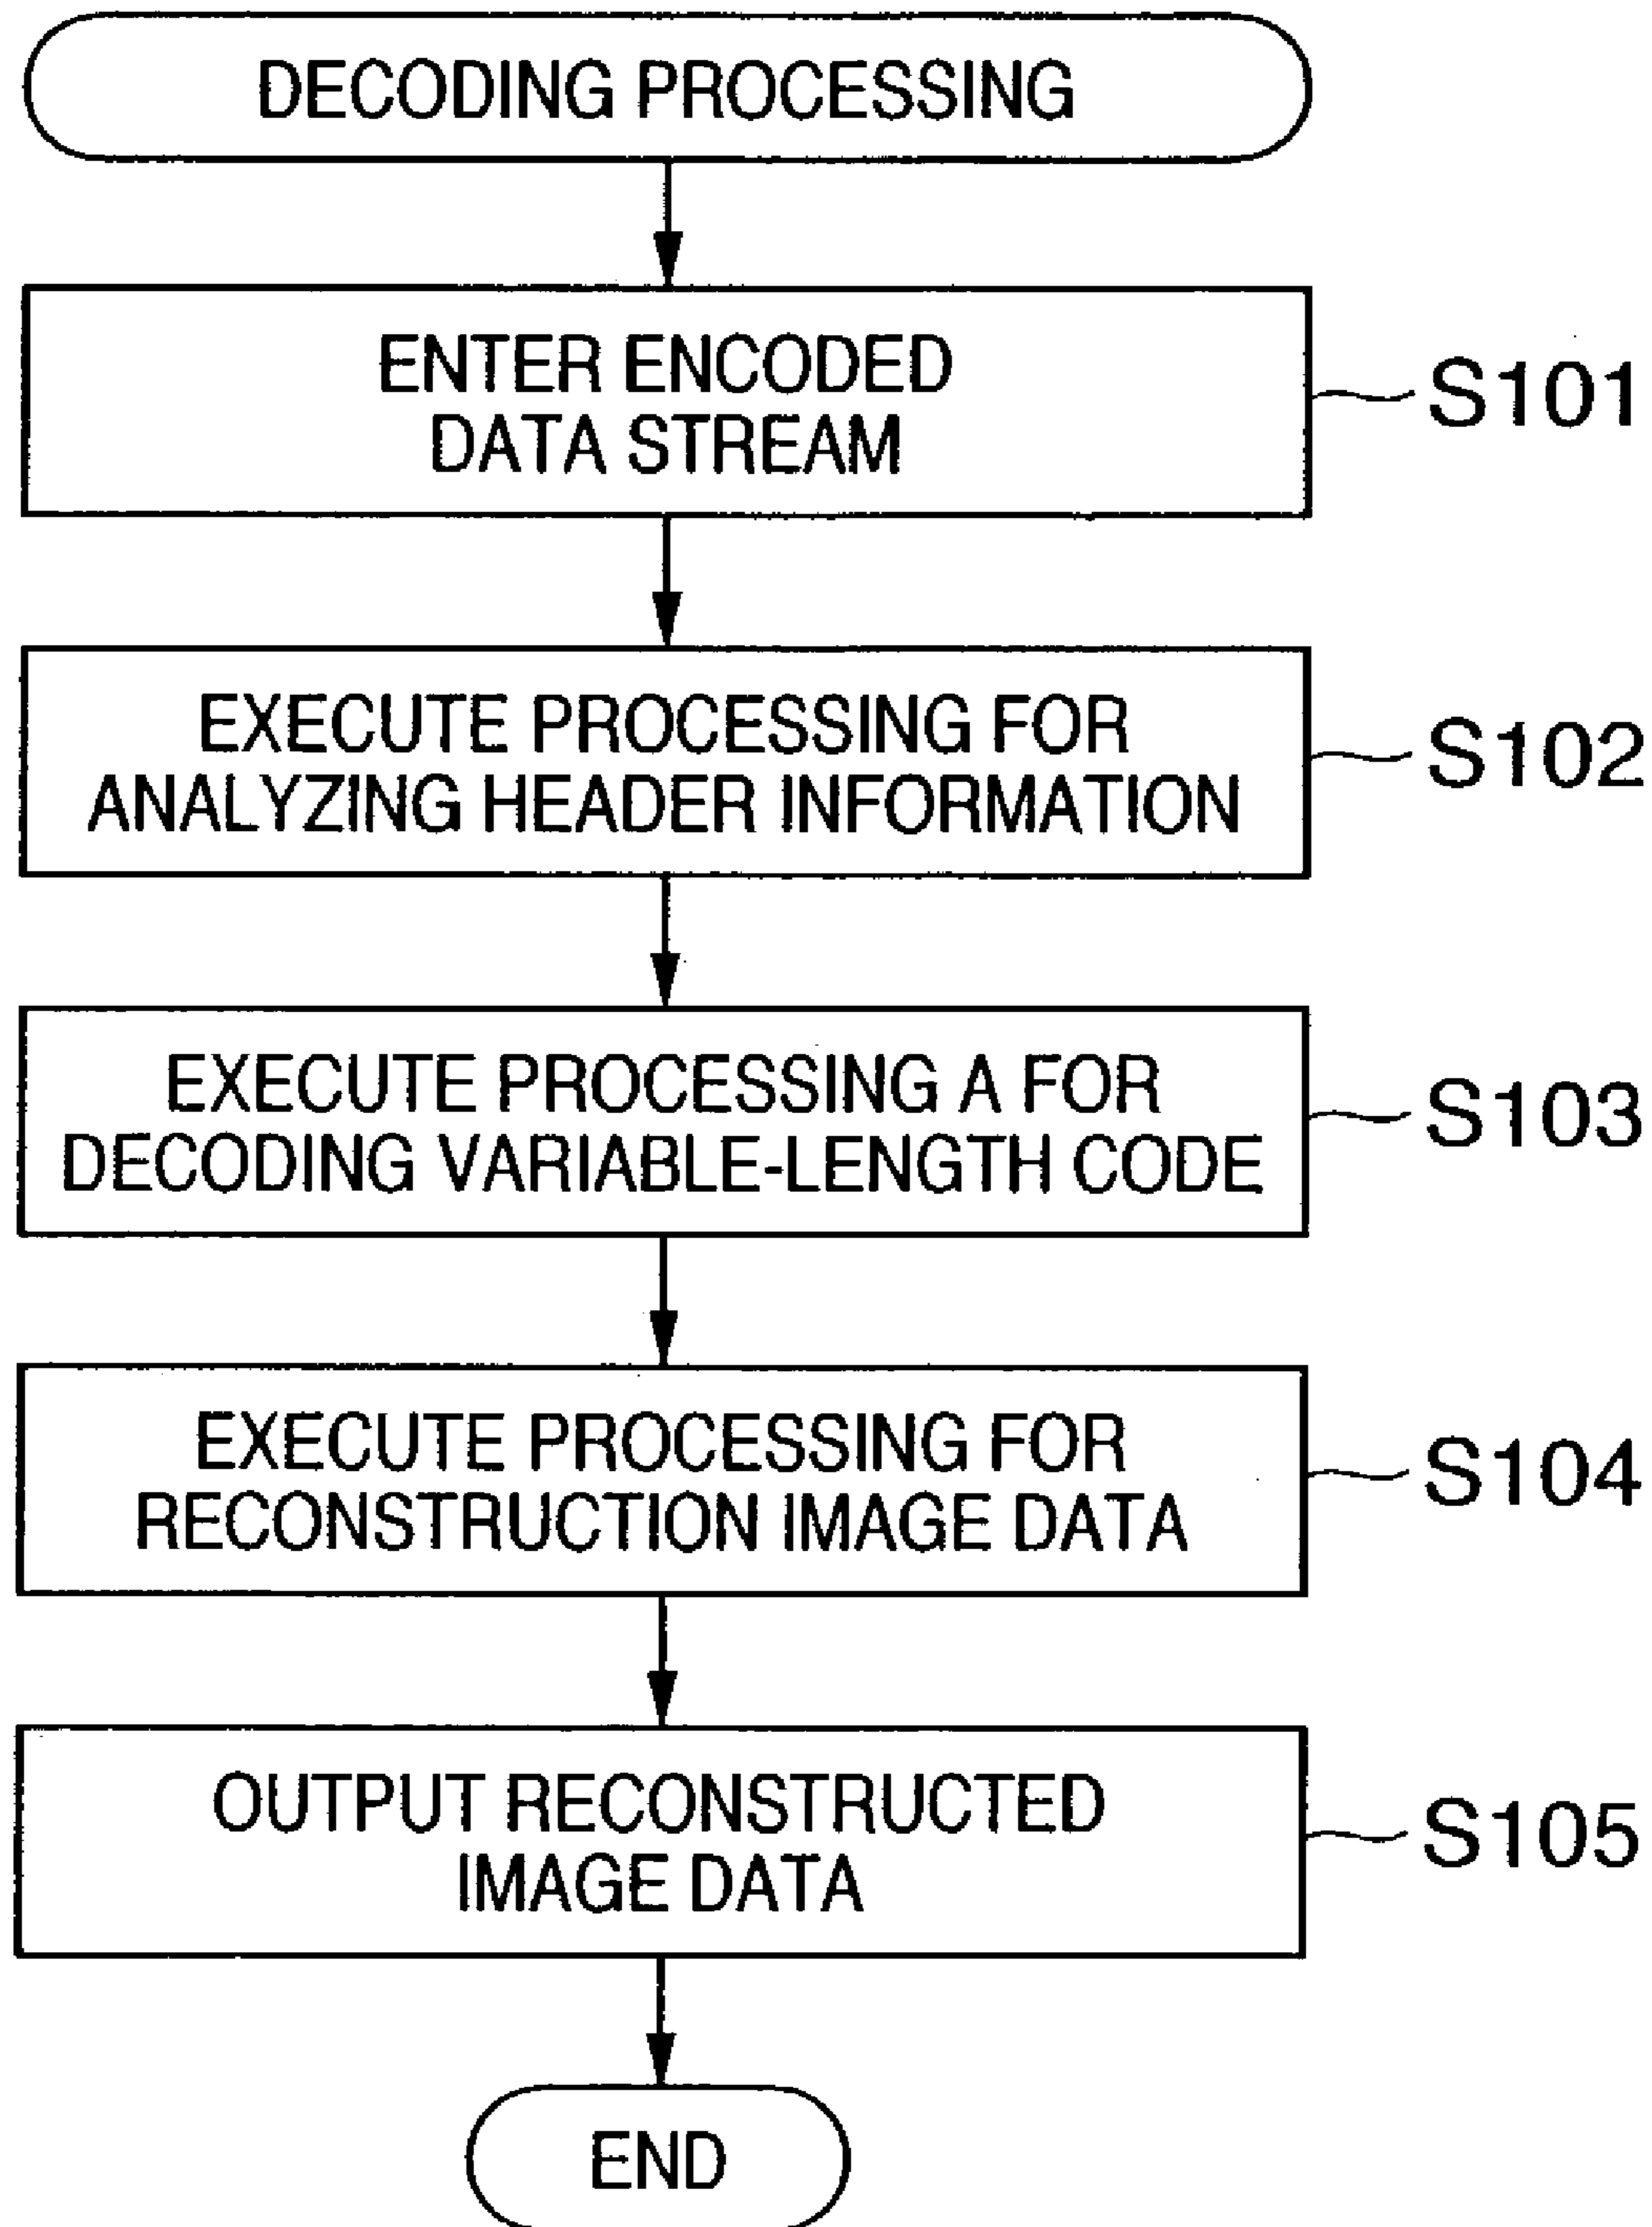 DECODING PROCESSING
ENTER ENCODED
DATA STREAM
S101
EXECUTE PROCESSING FOR
ANALYZING HEADER INFORMATION
S102
EXECUTE PROCESSING A FOR
DECODING VARIABLE-LENGTH CODE
S103
EXECUTE PROCESSING FOR
RECONSTRUCTION IMAGE DATA
S104
OUTPUT RECONSTRUCTED
IMAGE DATA
S105
END